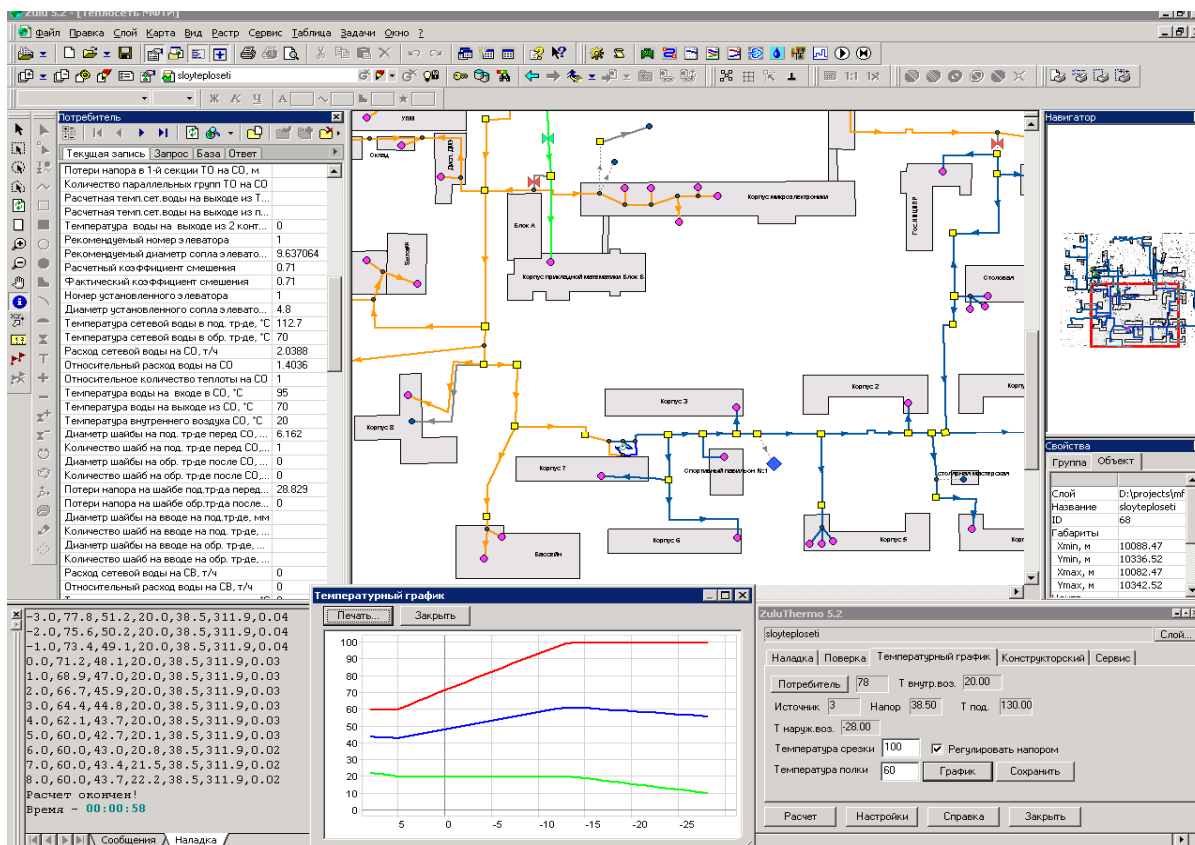 Zulu 5.2 - [Теплосеть МФТИ]
Файл Правка Слой Карта Вид Растр Сервис Таблица Задачи Окно ?
sloyteploseti
1:1
Ж К Ч
Потребитель
Текущая запись Запрос База Ответ
Потери напора в 1-й секции ТО на СО, м
Количество параллельных групп ТО на СО
Расчетная темп.сет.воды на выходе из Т...
Расчетная темп.сет.воды на выходе из п...
Температура воды на выходе из 2 конт... 0
Рекомендуемый номер элеватора 1
Рекомендуемый диаметр сопла элевато... 9.637064
Расчетный коэффициент смешения 0.71
Фактический коэффициент смешения 0.71
Номер установленного элеватора 1
Диаметр установленного сопла элевато... 4.8
Температура сетевой воды в под. тр-де, °С 112.7
Температура сетевой воды в обр. тр-де, °С 70
Расход сетевой воды на СО, т/ч 2.0388
Относительный расход воды на СО 1.4036
Относительное количество теплоты на СО 1
Температура воды на входе в СО, °С 95
Температура воды на выходе из СО, °С 70
Температура внутреннего воздуха СО, °С 20
Диаметр шайбы на под. тр-де перед СО,... 6.162
Количество шайб на под. тр-де перед СО,... 1
Диаметр шайбы на обр. тр-де после СО,... 0
Количество шайб на обр. тр-де после СО... 0
Потери напора на шайбе под.тр-да перед... 28.829
Потери напора на шайбе обр.тр-да после... 0
Диаметр шайбы на вводе на под.тр-де, мм
Количество шайб на вводе на под. тр-де, ...
Диаметр шайбы на вводе на обр. тр-де, ...
Количество шайб на вводе на обр. тр-де,...
Расход сетевой воды на СВ, т/ч 0
Относительный расход воды на СВ, т/ч 0
УПМ
Склад
Блок А
Корпус микроэлектроники
Корпус прикладной математики Блок Б
Столовая
Корпус 8
Корпус 3
Корпус 2
Корпус
Корпус 7
Спортивный павильон №1
столярная мастерская
Бассейн
Корпус 6
Корпус 5
Корпус
Навигатор
Свойства
Группа Объект
Слой D:\projects\mf
Название sloyteploseti
ID 68
Габариты
Xmin, м 10088.47
Ymin, м 10336.52
Xmax, м 10082.47
Ymax, м 10342.52
-3.0,77.8,51.2,20.0,38.5,311.9,0.04
-2.0,75.6,50.2,20.0,38.5,311.9,0.04
-1.0,73.4,49.1,20.0,38.5,311.9,0.04
0.0,71.2,48.1,20.0,38.5,311.9,0.03
1.0,68.9,47.0,20.0,38.5,311.9,0.03
2.0,66.7,45.9,20.0,38.5,311.9,0.03
3.0,64.4,44.8,20.0,38.5,311.9,0.03
4.0,62.1,43.7,20.0,38.5,311.9,0.03
5.0,60.0,42.7,20.1,38.5,311.9,0.03
6.0,60.0,43.0,20.8,38.5,311.9,0.02
7.0,60.0,43.4,21.5,38.5,311.9,0.02
8.0,60.0,43.7,22.2,38.5,311.9,0.02
Расчет окончен!
Время - 00:00:58
Сообщения Наладка
Температурный график
Печать... Закрыть
100
90
80
70
60
50
40
30
20
10
0
5 0 -5 -10 -15 -20 -25
ZuluThermo 5.2
sloyteploseti Слой...
Наладка Поверка Температурный график Конструкторский Сервис
Потребитель 78 Т внутр.воз. 20.00
Источник 3 Напор 38.50 Т под. 130.00
Т наруж.воз. -28.00
Температура срезки 100 Регулировать напором
Температура полки 60 График Сохранить
Расчет Настройки Справка Закрыть